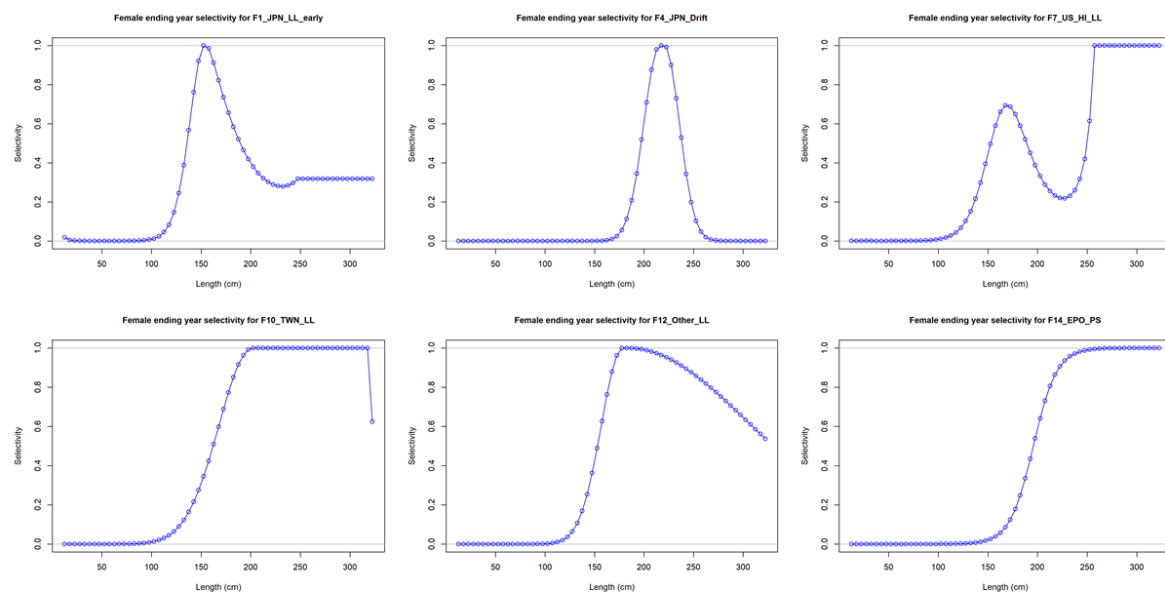 Female ending year selectivity for F1_JPN_LL_early
Selectivity
0.0 0.2 0.4 0.6 0.8 1.0
50 100 150 200 250 300
Length (cm)
Female ending year selectivity for F4_JPN_Drift
Selectivity
0.0 0.2 0.4 0.6 0.8 1.0
50 100 150 200 250 300
Length (cm)
Female ending year selectivity for F7_US_HI_LL
Selectivity
0.0 0.2 0.4 0.6 0.8 1.0
50 100 150 200 250 300
Length (cm)
Female ending year selectivity for F10_TWN_LL
Selectivity
0.0 0.2 0.4 0.6 0.8 1.0
50 100 150 200 250 300
Length (cm)
Female ending year selectivity for F12_Other_LL
Selectivity
0.0 0.2 0.4 0.6 0.8 1.0
50 100 150 200 250 300
Length (cm)
Female ending year selectivity for F14_EPO_PS
Selectivity
0.0 0.2 0.4 0.6 0.8 1.0
50 100 150 200 250 300
Length (cm)